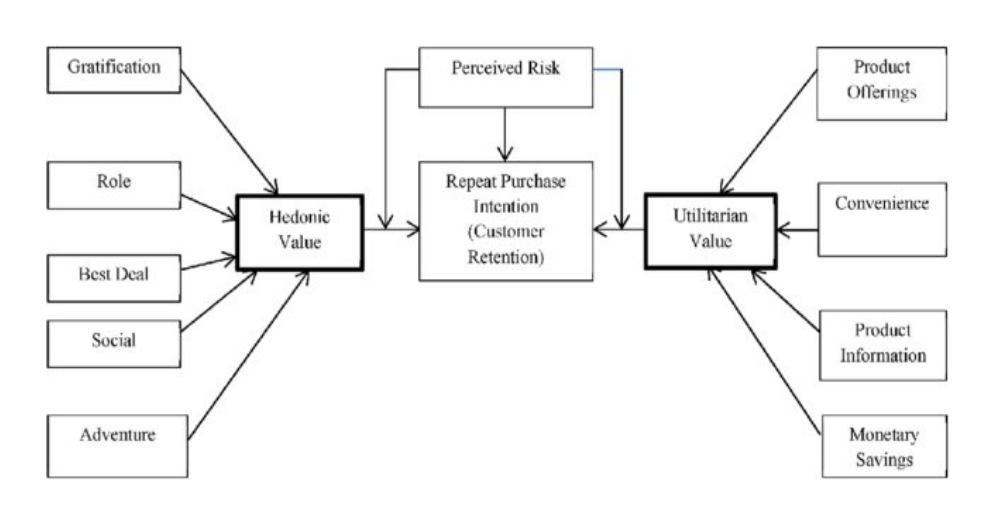 Gratification
Role
Best Deal
Social
Adventure
Hedonic
Value
Perceived Risk
Repeat Purchase
Intention
(Customer
Retention)
Utilitarian
Value
Product
Offerings
Convenience
Product
Information
Monetary
Savings